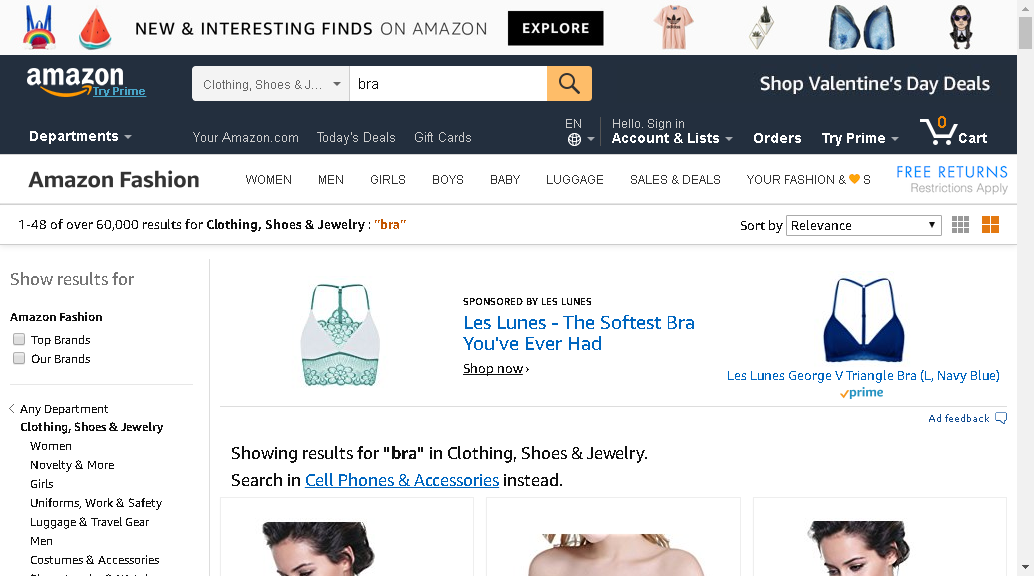 NEW & INTERESTING FINDS ON AMAZON EXPLORE
amazon
Try Prime
Clothing, Shoes & J...
bra
Shop Valentine's Day Deals
Departments
Your Amazon.com Today's Deals Gift Cards
EN
Hello. Sign in
Account & Lists
Orders
Try Prime
0
Cart
Amazon Fashion
WOMEN MEN GIRLS BOYS BABY LUGGAGE SALES & DEALS YOUR FASHION & 🧡 S
FREE RETURNS
Restrictions Apply
1-48 of over 60,000 results for Clothing, Shoes & Jewelry : "bra"
Sort by Relevance
Show results for
Amazon Fashion
Top Brands
Our Brands
Any Department
Clothing, Shoes & Jewelry
Women
Novelty & More
Girls
Uniforms, Work & Safety
Luggage & Travel Gear
Men
Costumes & Accessories
SPONSORED BY LES LUNES
Les Lunes - The Softest Bra
You've Ever Had
Shop now ›
Les Lunes George V Triangle Bra (L, Navy Blue)
prime
Ad feedback
Showing results for "bra" in Clothing, Shoes & Jewelry.
Search in Cell Phones & Accessories instead.